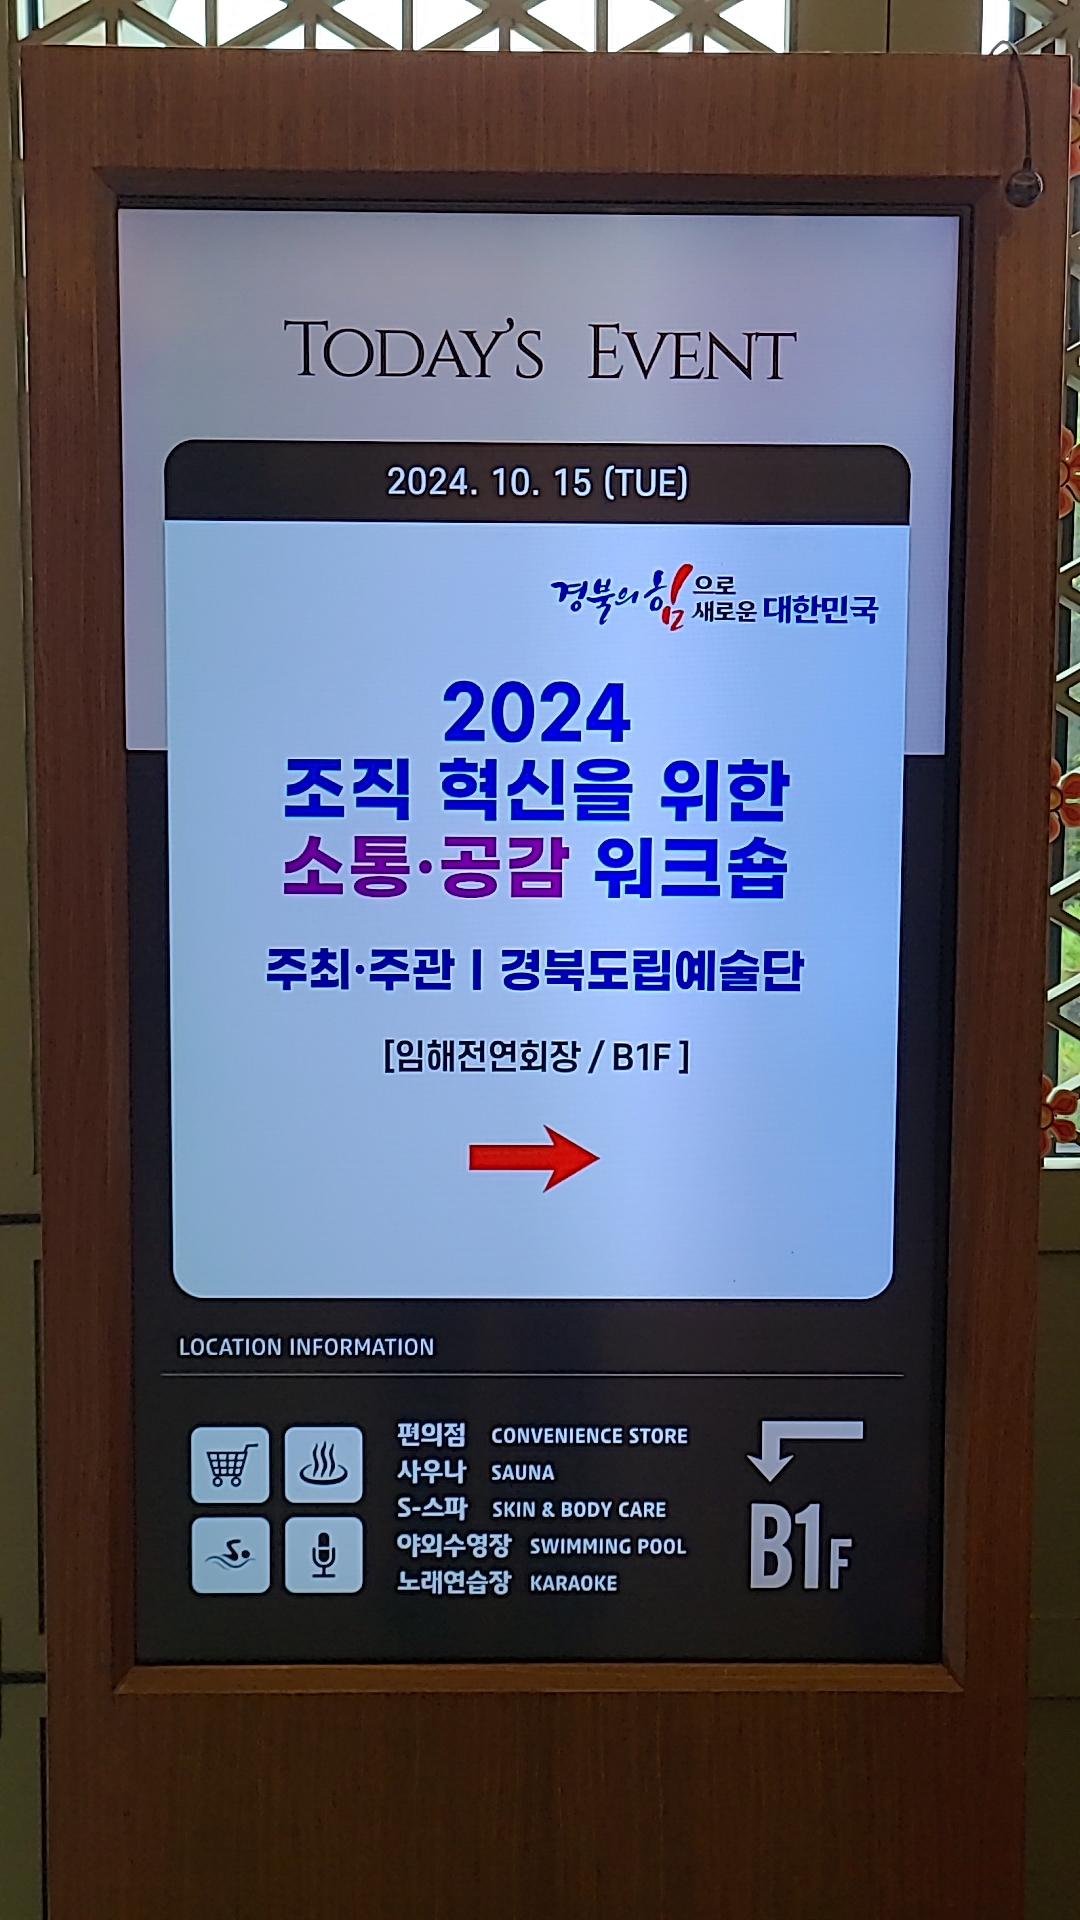 TODAY'S EVENT
2024. 10. 15 (TUE)
경북의 힘으로
새로운 대한민국
2024
조직 혁신을 위한
소통·공감 워크숍
주최·주관 | 경북도립예술단
[임해전연회장 / B1F ]
LOCATION INFORMATION
편의점 CONVENIENCE STORE
사우나 SAUNA
S-스파 SKIN & BODY CARE
야외수영장 SWIMMING POOL
노래연습장 KARAOKE
B1F